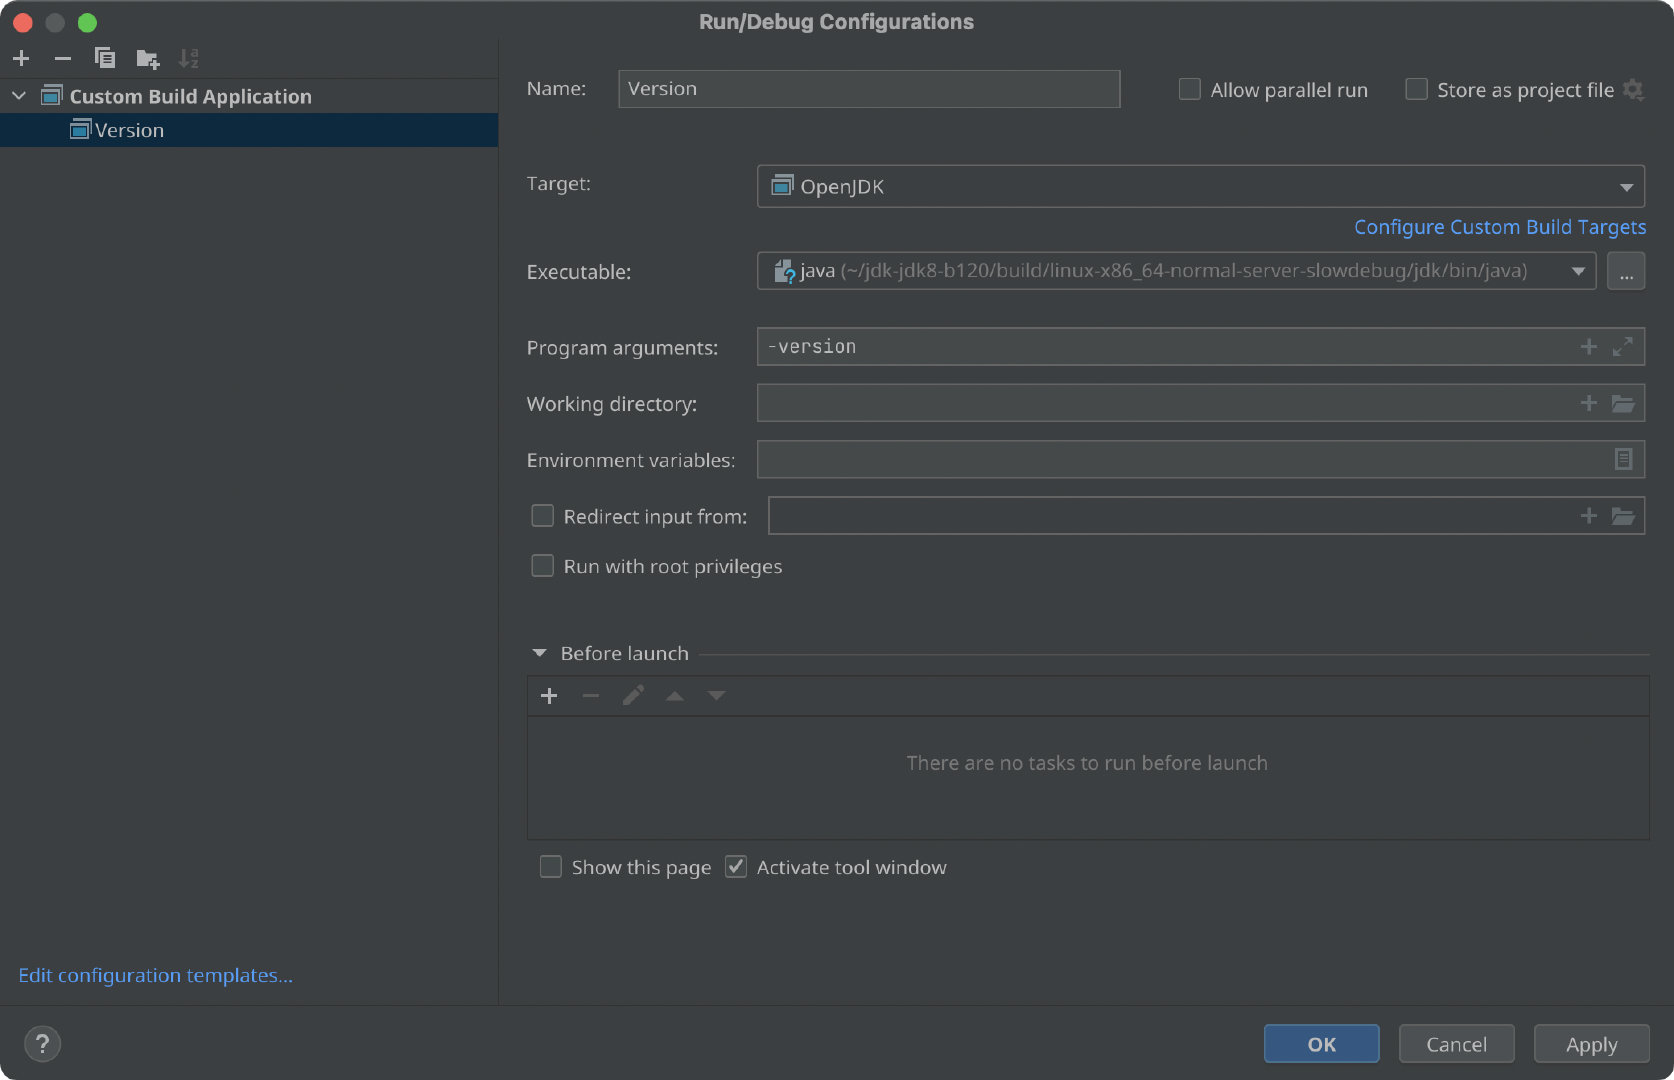 Run/Debug Configurations
Custom Build Application
Version
Name:
Version
Allow parallel run
Store as project file
Target:
OpenJDK
Configure Custom Build Targets
Executable:
java (~/jdk-jdk8-b120/build/linux-x86_64-normal-server-slowdebug/jdk/bin/java)
...
Program arguments:
-version
Working directory:
Environment variables:
Redirect input from:
Run with root privileges
Before launch
There are no tasks to run before launch
Show this page
Activate tool window
Edit configuration templates...
?
OK
Cancel
Apply